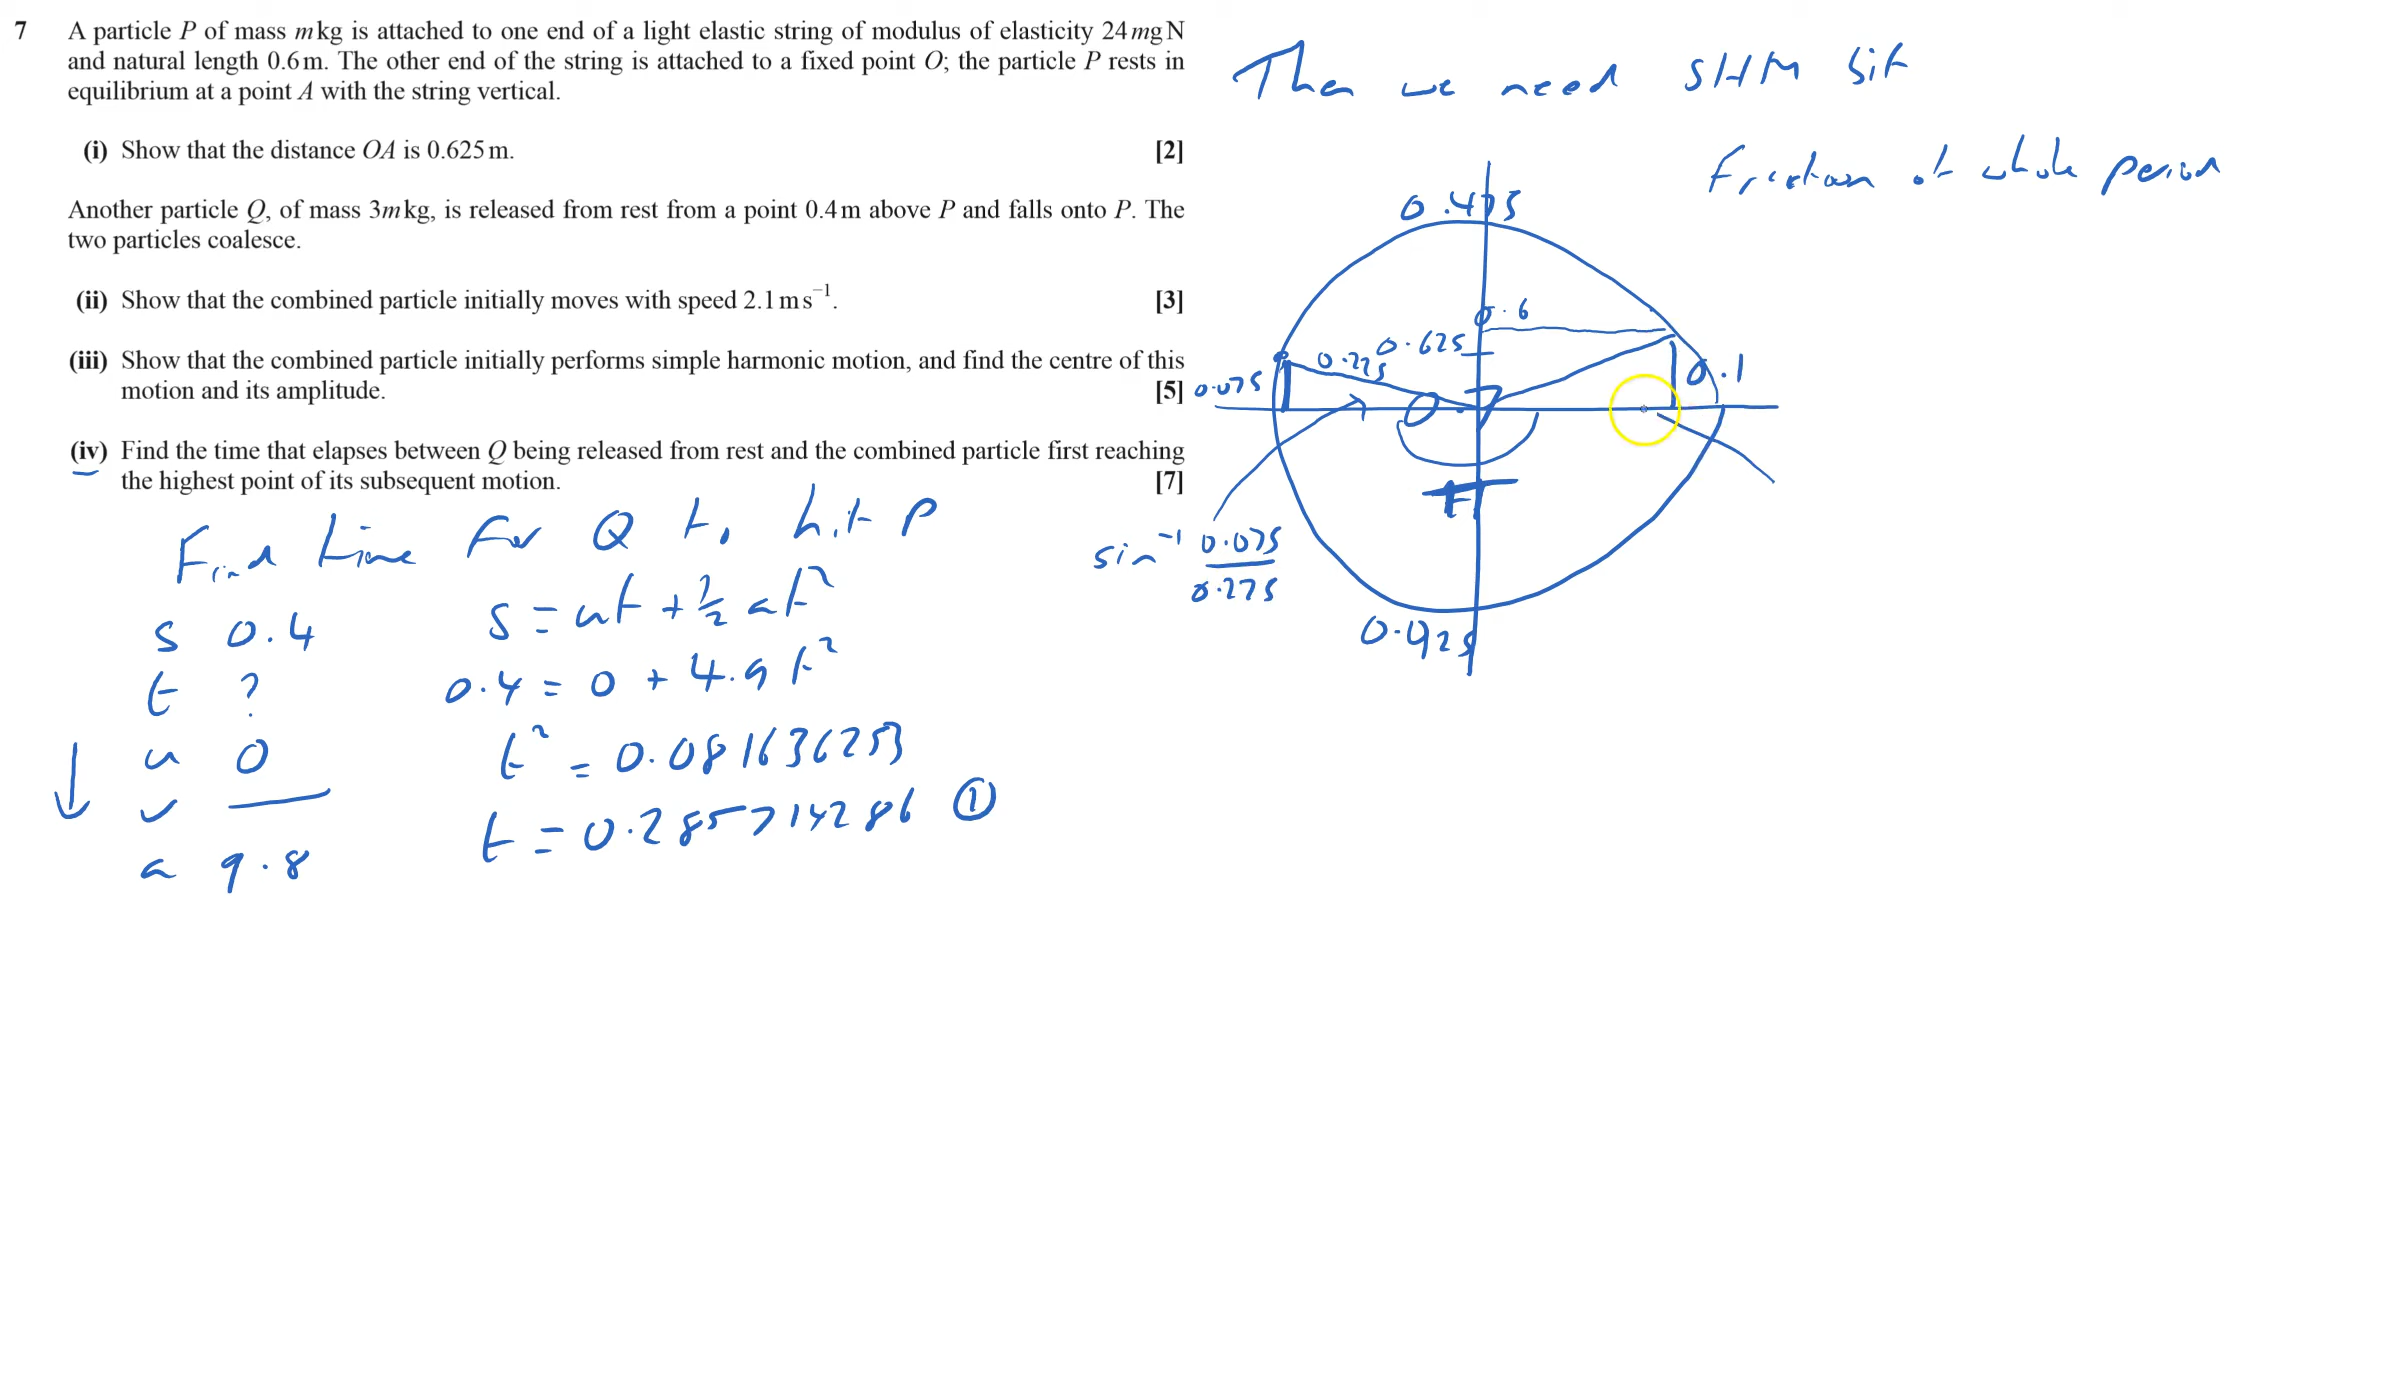 7 A particle P of mass m kg is attached to one end of a light elastic string of modulus of elasticity 24mg N
and natural length 0.6 m. The other end of the string is attached to a fixed point O; the particle P rests in
equilibrium at a point A with the string vertical.
(i) Show that the distance OA is 0.625 m. [2]
Another particle Q, of mass 3m kg, is released from rest from a point 0.4 m above P and falls onto P. The
two particles coalesce.
(ii) Show that the combined particle initially moves with speed 2.1 m s⁻¹. [3]
(iii) Show that the combined particle initially performs simple harmonic motion, and find the centre of this
motion and its amplitude. [5]
(iv) Find the time that elapses between Q being released from rest and the combined particle first reaching
the highest point of its subsequent motion. [7]
Find time for Q to hit P
s 0.4
t ?
u 0
v
a 9.8
s = ut + ½ at²
0.4 = 0 + 4.9 t²
t² = 0.081636253
t = 0.285714286 ①
Then we need SHM bit
Fraction of whole period
0.475
0.6
0.625
0.275
0.075
0.1
0.7
π
sin⁻¹ 0.075
0.275
0.925